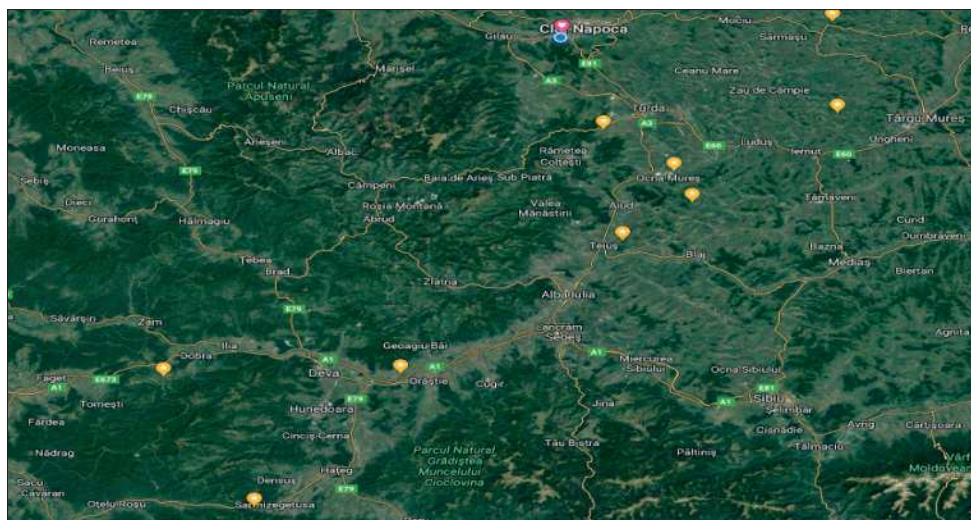 Cluj Napoca
Mociu
Gilău
Sărmașu
Remetea
Beiuș
Mărișel
E81
Ceanu Mare
Parcul Natural
Apuseni
A3
Zau de Câmpie
E79
Chișcău
Turda
A3
Târgu Mureș
Moneasa
Arieșeni
Albac
Râmetea
Colțești
E60
Luduș
Iernut
E60
Ungheni
Sebiș
E79
Câmpeni
Baia de Arieș
Sub Piatră
Ocna Mureș
Dieci
Gurahonț
Hălmagiu
Roșia Montană
Abrud
Valea
Mănăstirii
Aiud
Târnăveni
Cund
Dumbrăveni
Teiuș
Blaj
Bazna
Mediaș
Biertan
Țebea
Brad
Zlatna
Alba Iulia
Săvârșin
Zam
E79
Lancrăm
Sebeș
Agnita
Ilia
Dobra
A1
Geoagiu Băi
A1
A1
Miercurea
Sibiului
Ocna Sibiului
Deva
Orăștie
Cugir
Făget
A1
E673
E81
Sibiu
Șelimbăr
Tomești
Hunedoara
E79
Jina
A1
Fârdea
Cinciș-Cerna
Cisnădie
Avrig
Cârțișoara
Nădrag
Tău Bistra
Păltiniș
Tălmaciu
Parcul Natural
Grădiștea
Muncelului
Cioclovina
Hațeg
Densuș
Vârf
Moldovean
Sacu
Căvăran
E79
Oțelu Roșu
Sarmizegetusa